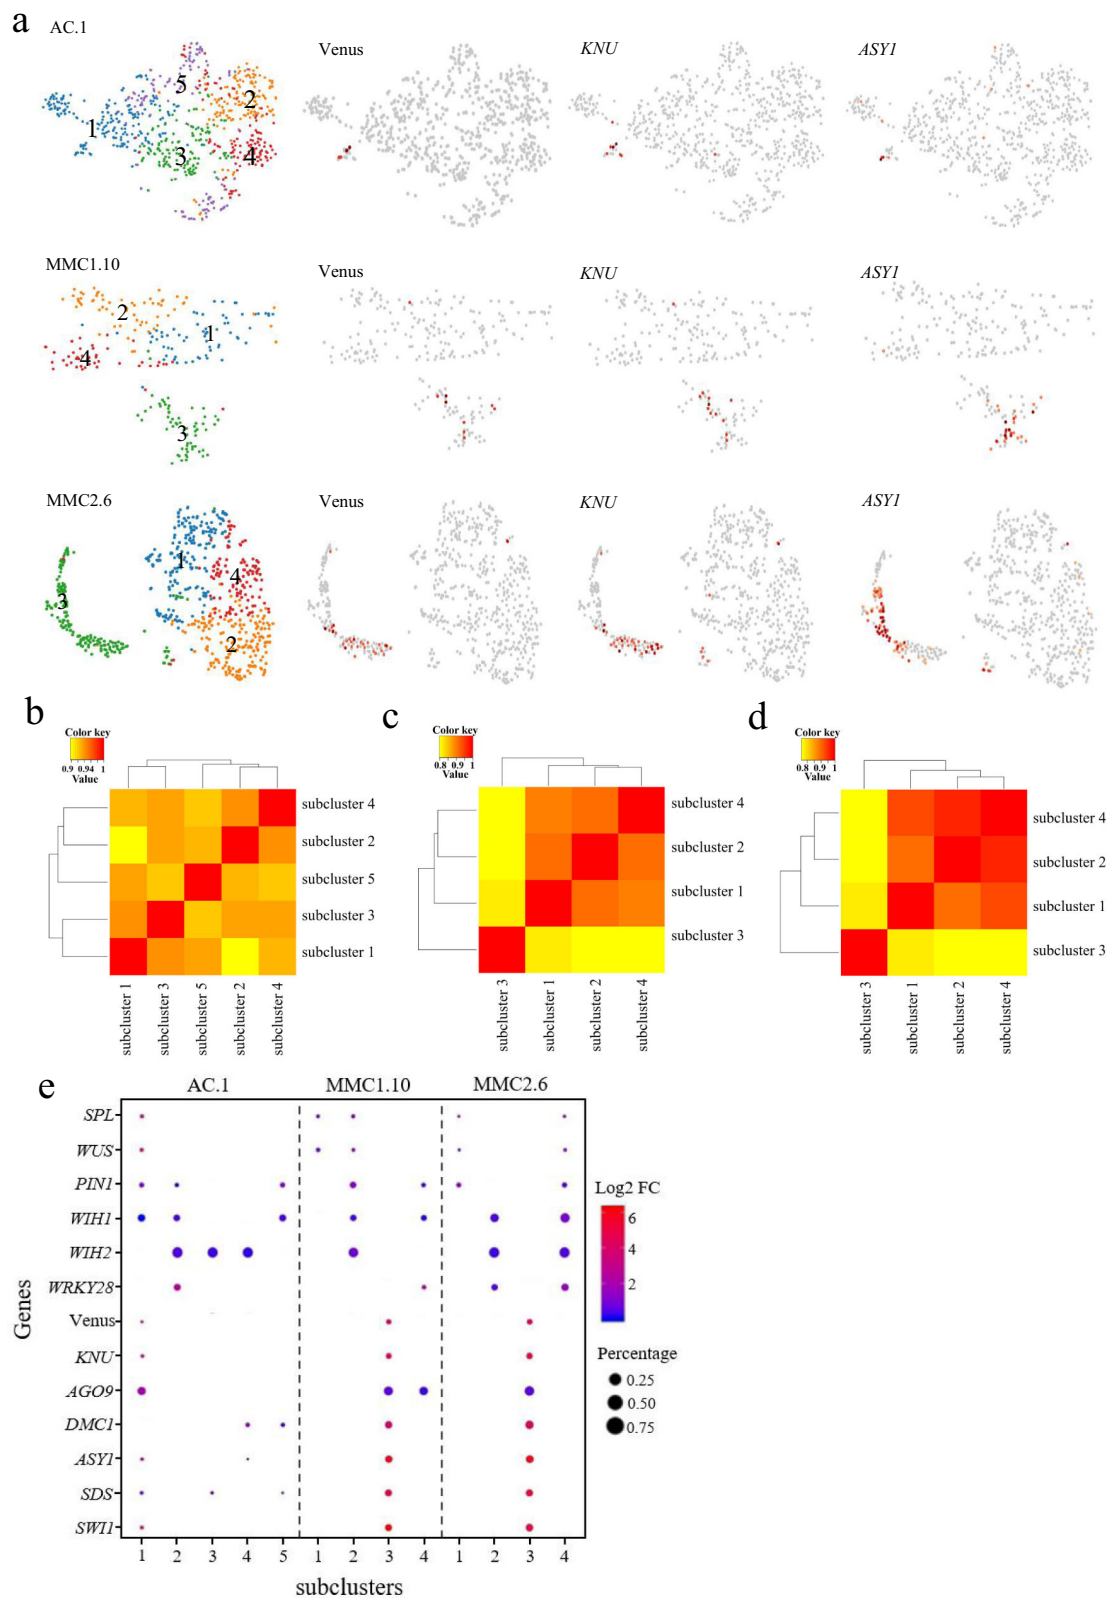 a
AC.1
Venus
KNU
ASY1
5
2
1
3
4
MMC1.10
Venus
KNU
ASY1
2
1
4
3
MMC2.6
Venus
KNU
ASY1
1
4
3
2
b
c
d
Color key
0.9 0.94 1
Value
subcluster 4
subcluster 2
subcluster 5
subcluster 3
subcluster 1
subcluster 1
subcluster 3
subcluster 5
subcluster 2
subcluster 4
Color key
0.8 0.9 1
Value
subcluster 4
subcluster 2
subcluster 1
subcluster 3
subcluster 3
subcluster 1
subcluster 2
subcluster 4
Color key
0.8 0.9 1
Value
subcluster 4
subcluster 2
subcluster 1
subcluster 3
subcluster 3
subcluster 1
subcluster 2
subcluster 4
e
AC.1 MMC1.10 MMC2.6
Genes
SPL
WUS
PIN1
WIH1
WIH2
WRKY28
Venus
KNU
AGO9
DMC1
ASY1
SDS
SWI1
1 2 3 4 5 1 2 3 4 1 2 3 4
subclusters
Log2 FC
6
4
2
Percentage
0.25
0.50
0.75